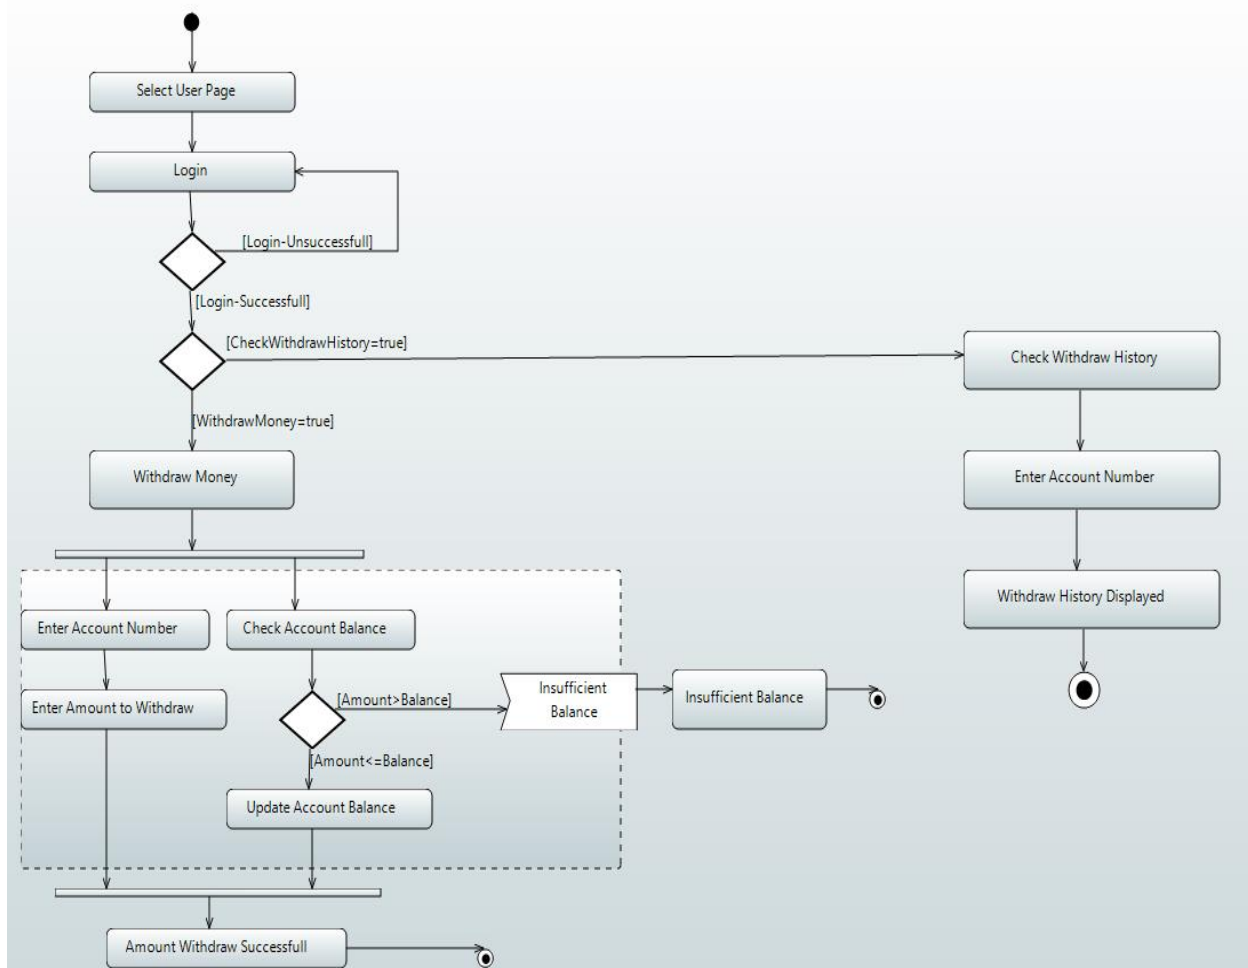 Select User Page
Login
[Login-Unsuccessfull]
[Login-Successfull]
[CheckWithdrawHistory=true]
Check Withdraw History
[WithdrawMoney=true]
Withdraw Money
Enter Account Number
Withdraw History Displayed
Enter Account Number
Check Account Balance
Enter Amount to Withdraw
[Amount>Balance]
Insufficient
Balance
Insufficient Balance
[Amount<=Balance]
Update Account Balance
Amount Withdraw Successfull